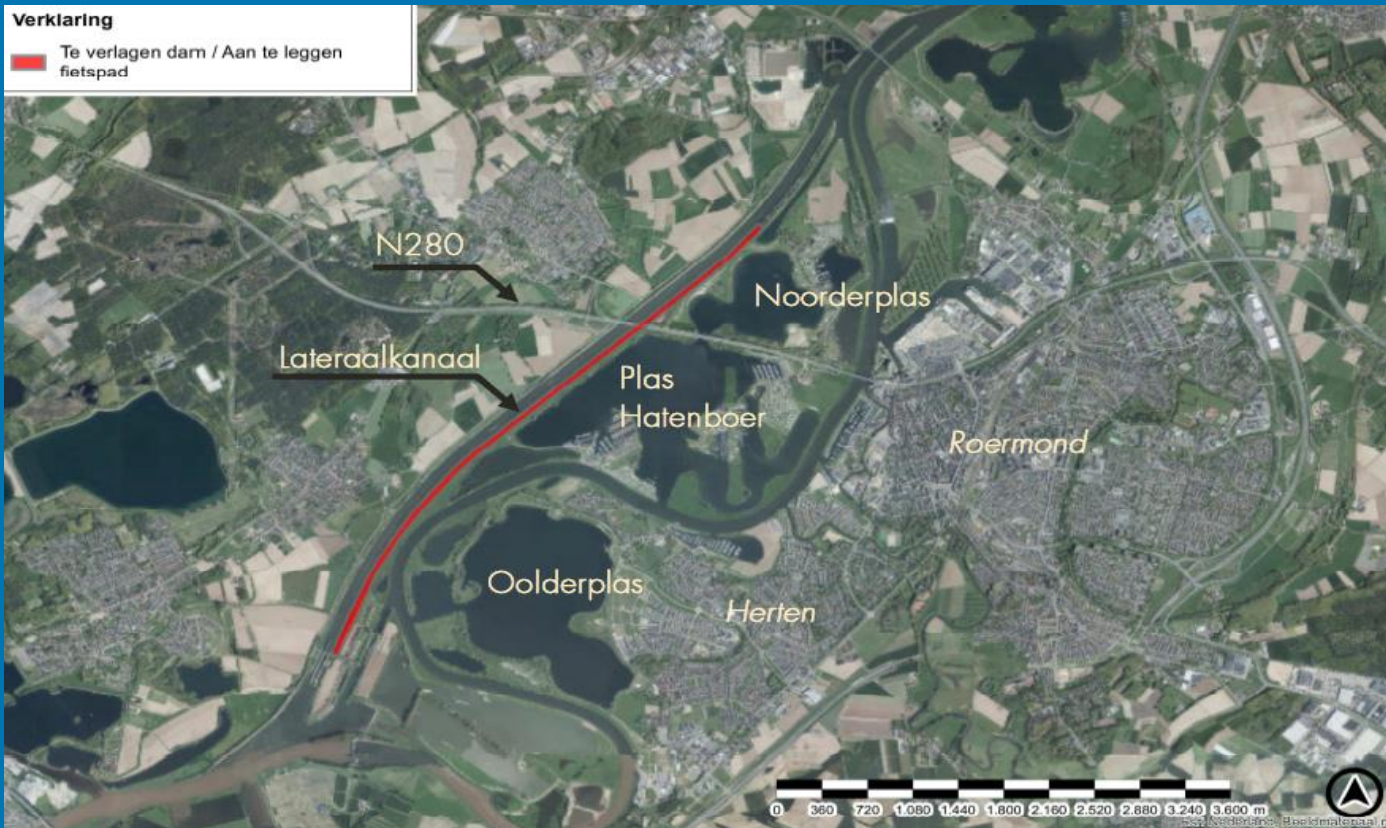 Verklaring
Te verlagen dam / Aan te leggen
fietspad
N280
Noorderplas
Lateraalkanaal
Plas
Hatenboer
Roermond
Oolderplas
Herten
0 360 720 1.080 1.440 1.800 2.160 2.520 2.880 3.240 3.600 m